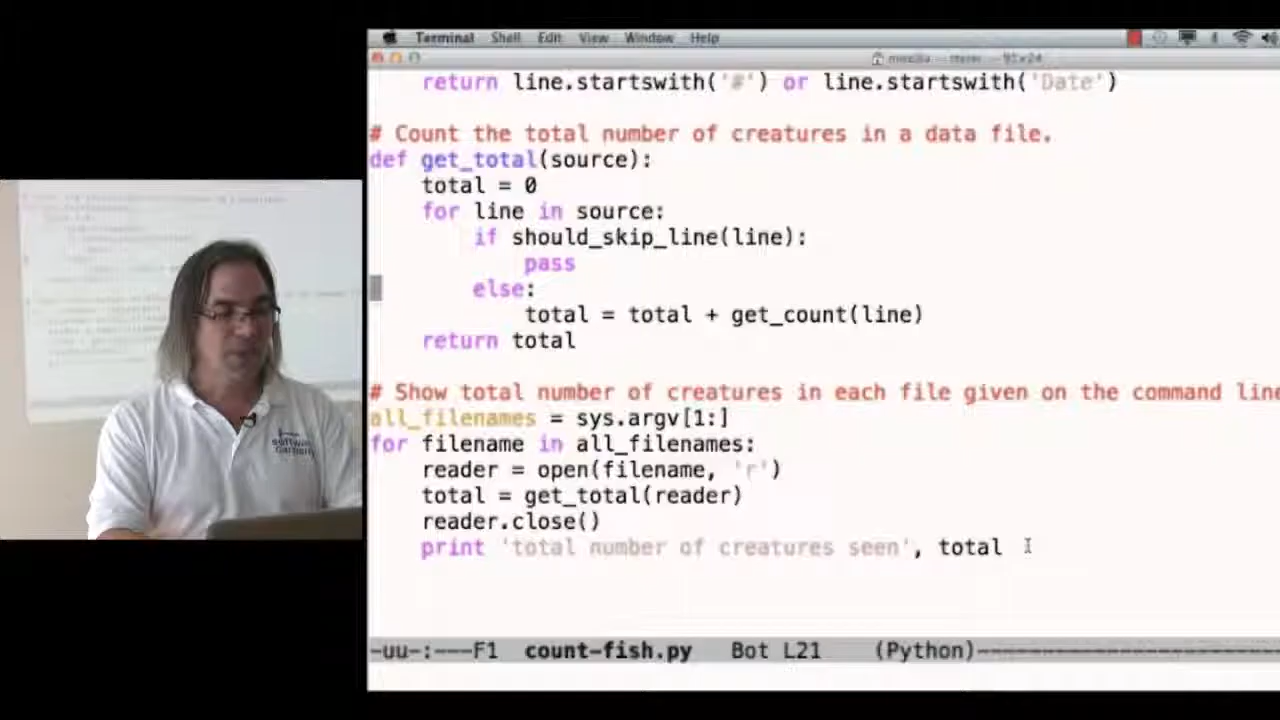 Terminal Shell Edit View Window Help
return line.startswith('#') or line.startswith('Date')
# Count the total number of creatures in a data file.
def get_total(source):
total = 0
for line in source:
if should_skip_line(line):
pass
else:
total = total + get_count(line)
return total
# Show total number of creatures in each file given on the command line
all_filenames = sys.argv[1:]
for filename in all_filenames:
reader = open(filename, 'r')
total = get_total(reader)
reader.close()
print 'total number of creatures seen', total
-uu-:---F1 count-fish.py Bot L21 (Python)
software
carpentry